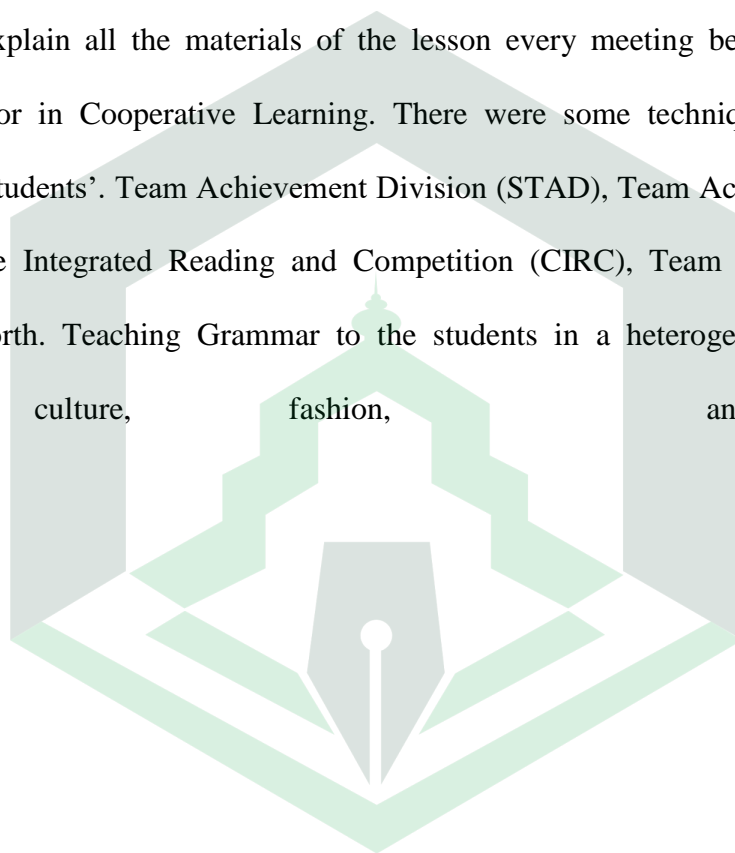 xplain all the materials of the lesson every meeting be
or in Cooperative Learning. There were some techniq
tudents’. Team Achievement Division (STAD), Team Ac
e Integrated Reading and Competition (CIRC), Team
orth. Teaching Grammar to the students in a heteroge
culture, fashion, an